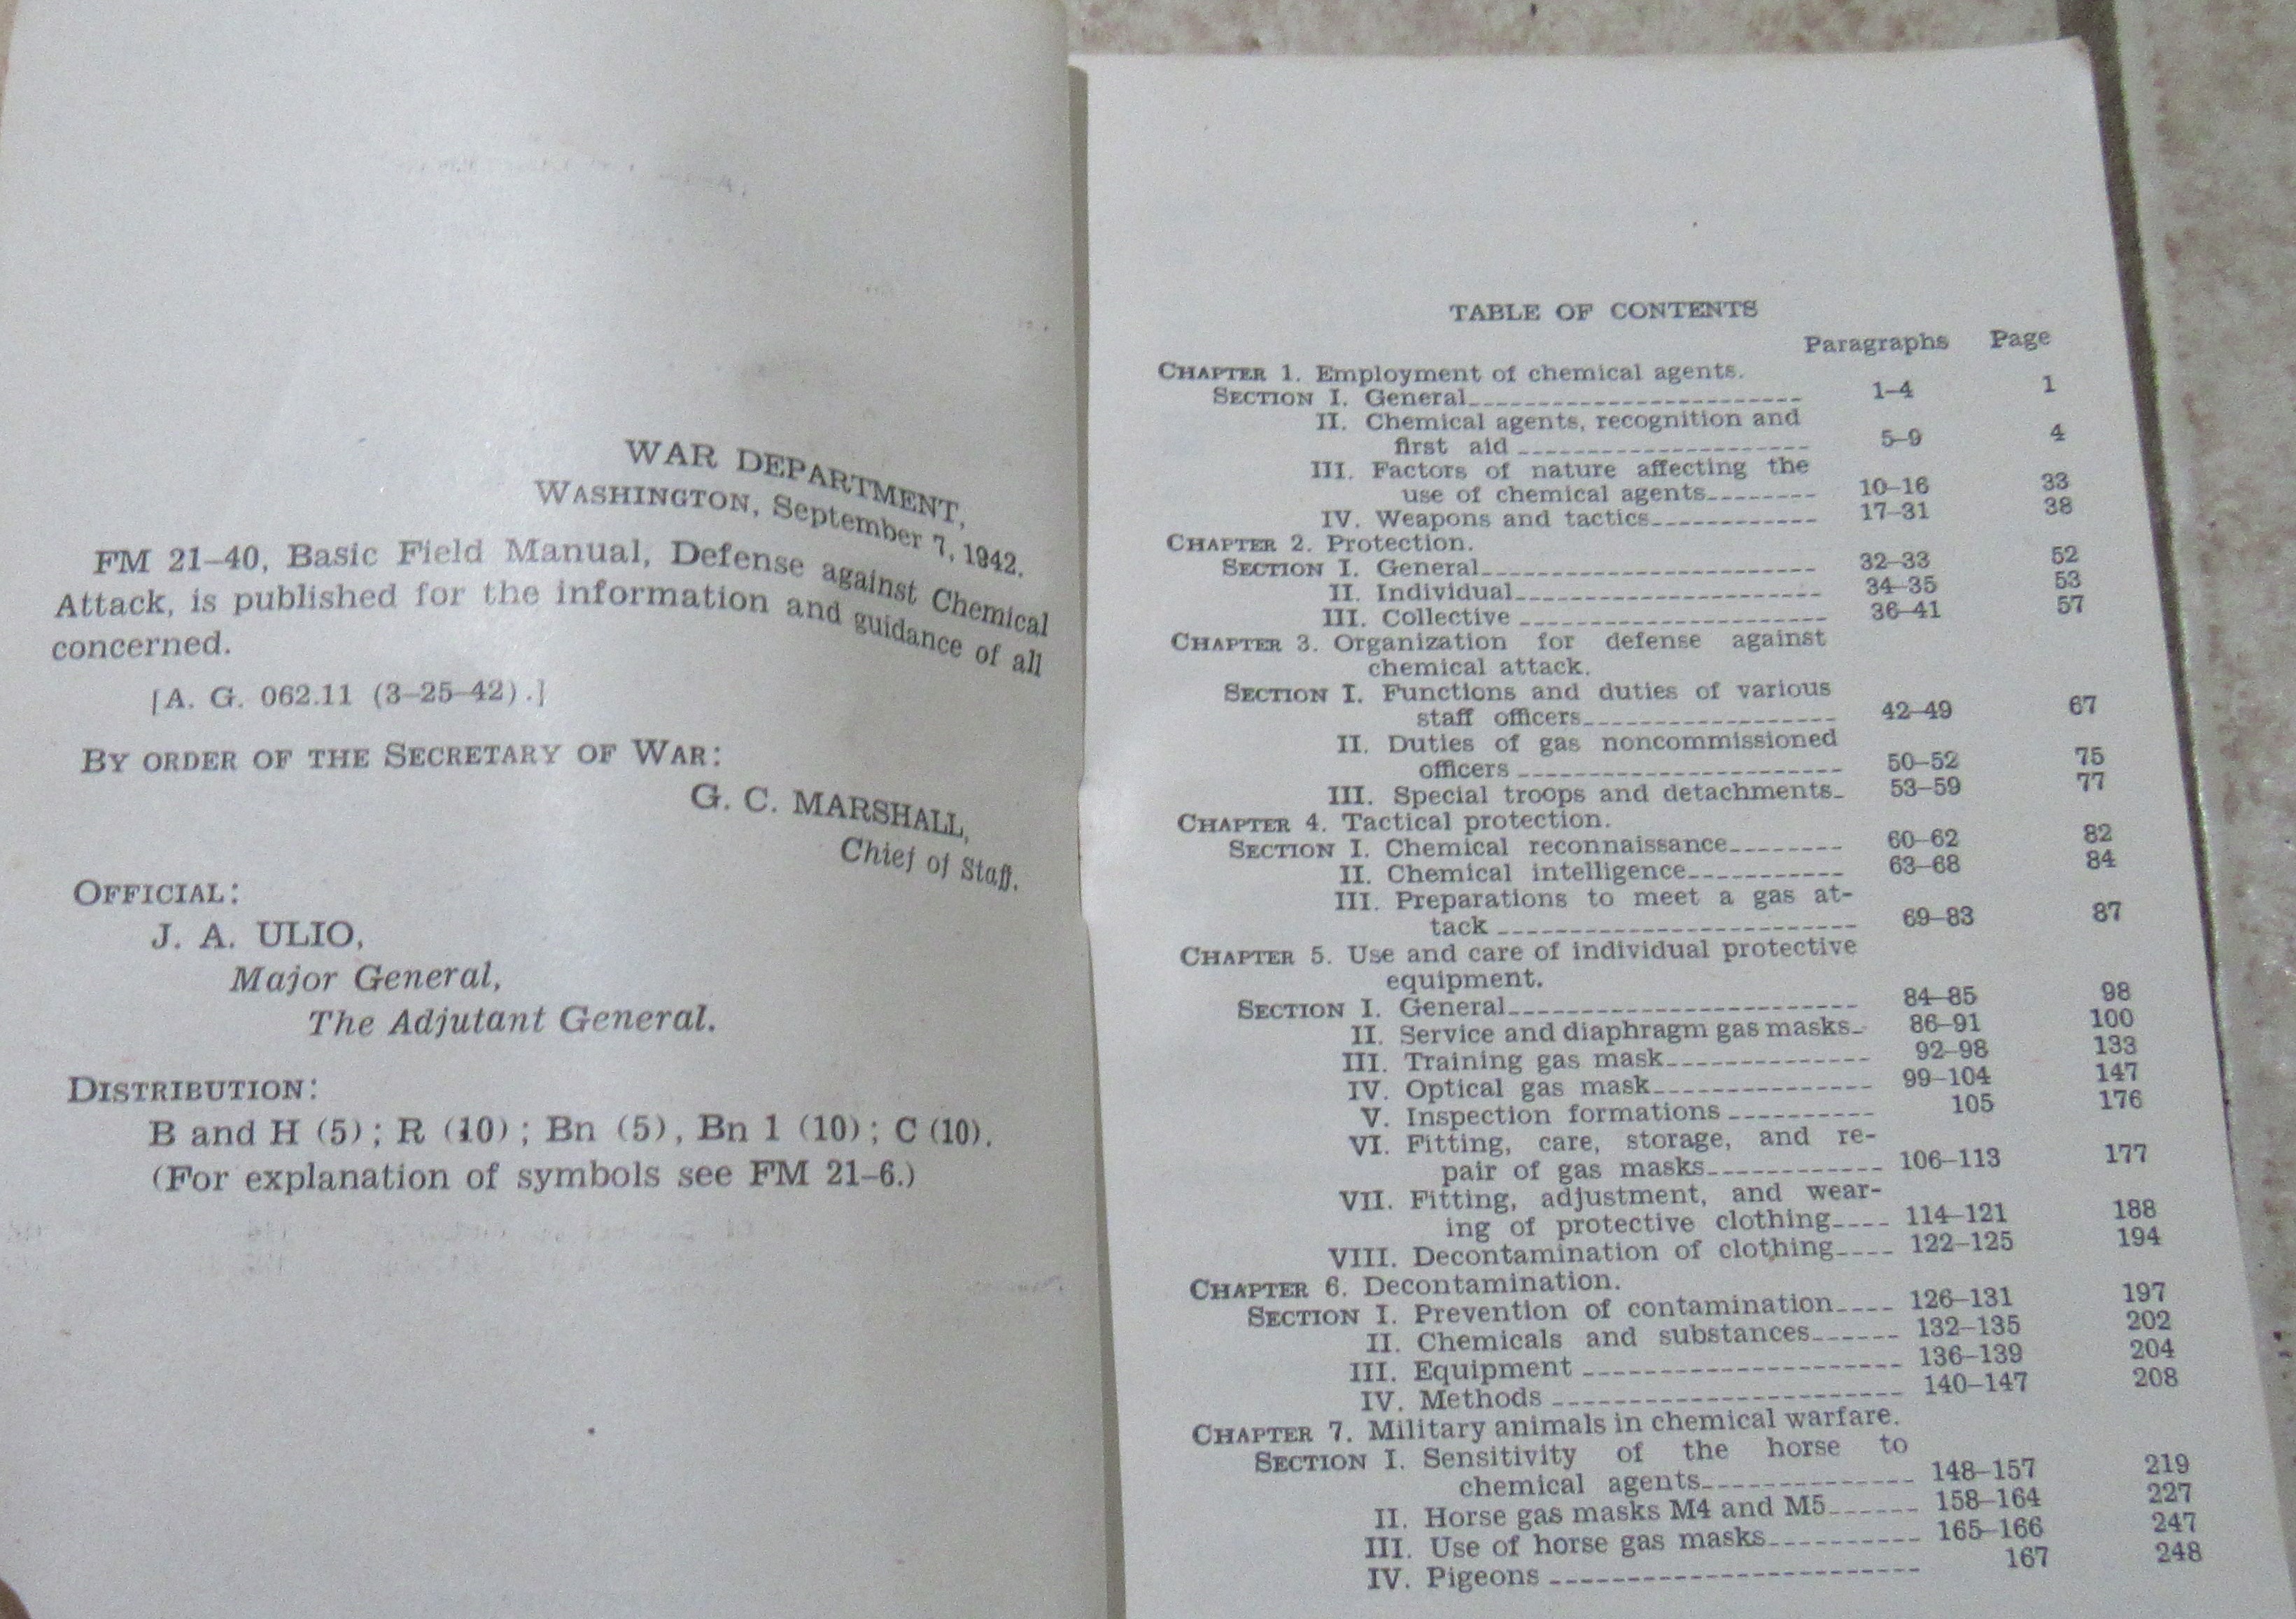 WAR DEPARTMENT,
WASHINGTON, September 7, 1942.
FM 21–40, Basic Field Manual, Defense against Chemical
Attack, is published for the information and guidance of all
concerned.
[A. G. 062.11 (3–25–42).]
BY ORDER OF THE SECRETARY OF WAR:
G. C. MARSHALL,
Chief of Staff.
OFFICIAL:
J. A. ULIO,
Major General,
The Adjutant General.
DISTRIBUTION:
B and H (5); R (10); Bn (5), Bn 1 (10); C (10).
(For explanation of symbols see FM 21–6.)
TABLE OF CONTENTS
Paragraphs Page
CHAPTER 1. Employment of chemical agents.
SECTION I. General 1–4 1
II. Chemical agents, recognition and
first aid 5–9 4
III. Factors of nature affecting the
use of chemical agents 10–16 33
IV. Weapons and tactics 17–31 38
CHAPTER 2. Protection.
SECTION I. General 32–33 52
II. Individual 34–35 53
III. Collective 36–41 57
CHAPTER 3. Organization for defense against
chemical attack.
SECTION I. Functions and duties of various
staff officers 42–49 67
II. Duties of gas noncommissioned
officers 50–52 75
III. Special troops and detachments 53–59 77
CHAPTER 4. Tactical protection.
SECTION I. Chemical reconnaissance 60–62 82
II. Chemical intelligence 63–68 84
III. Preparations to meet a gas at-
tack 69–83 87
CHAPTER 5. Use and care of individual protective
equipment.
SECTION I. General 84–85 98
II. Service and diaphragm gas masks 86–91 100
III. Training gas mask 92–98 133
IV. Optical gas mask 99–104 147
V. Inspection formations 105 176
VI. Fitting, care, storage, and re-
pair of gas masks 106–113 177
VII. Fitting, adjustment, and wear-
ing of protective clothing 114–121 188
VIII. Decontamination of clothing 122–125 194
CHAPTER 6. Decontamination.
SECTION I. Prevention of contamination 126–131 197
II. Chemicals and substances 132–135 202
III. Equipment 136–139 204
IV. Methods 140–147 208
CHAPTER 7. Military animals in chemical warfare.
SECTION I. Sensitivity of the horse to
chemical agents 148–157 219
II. Horse gas masks M4 and M5 158–164 227
III. Use of horse gas masks 165–166 247
IV. Pigeons 167 248